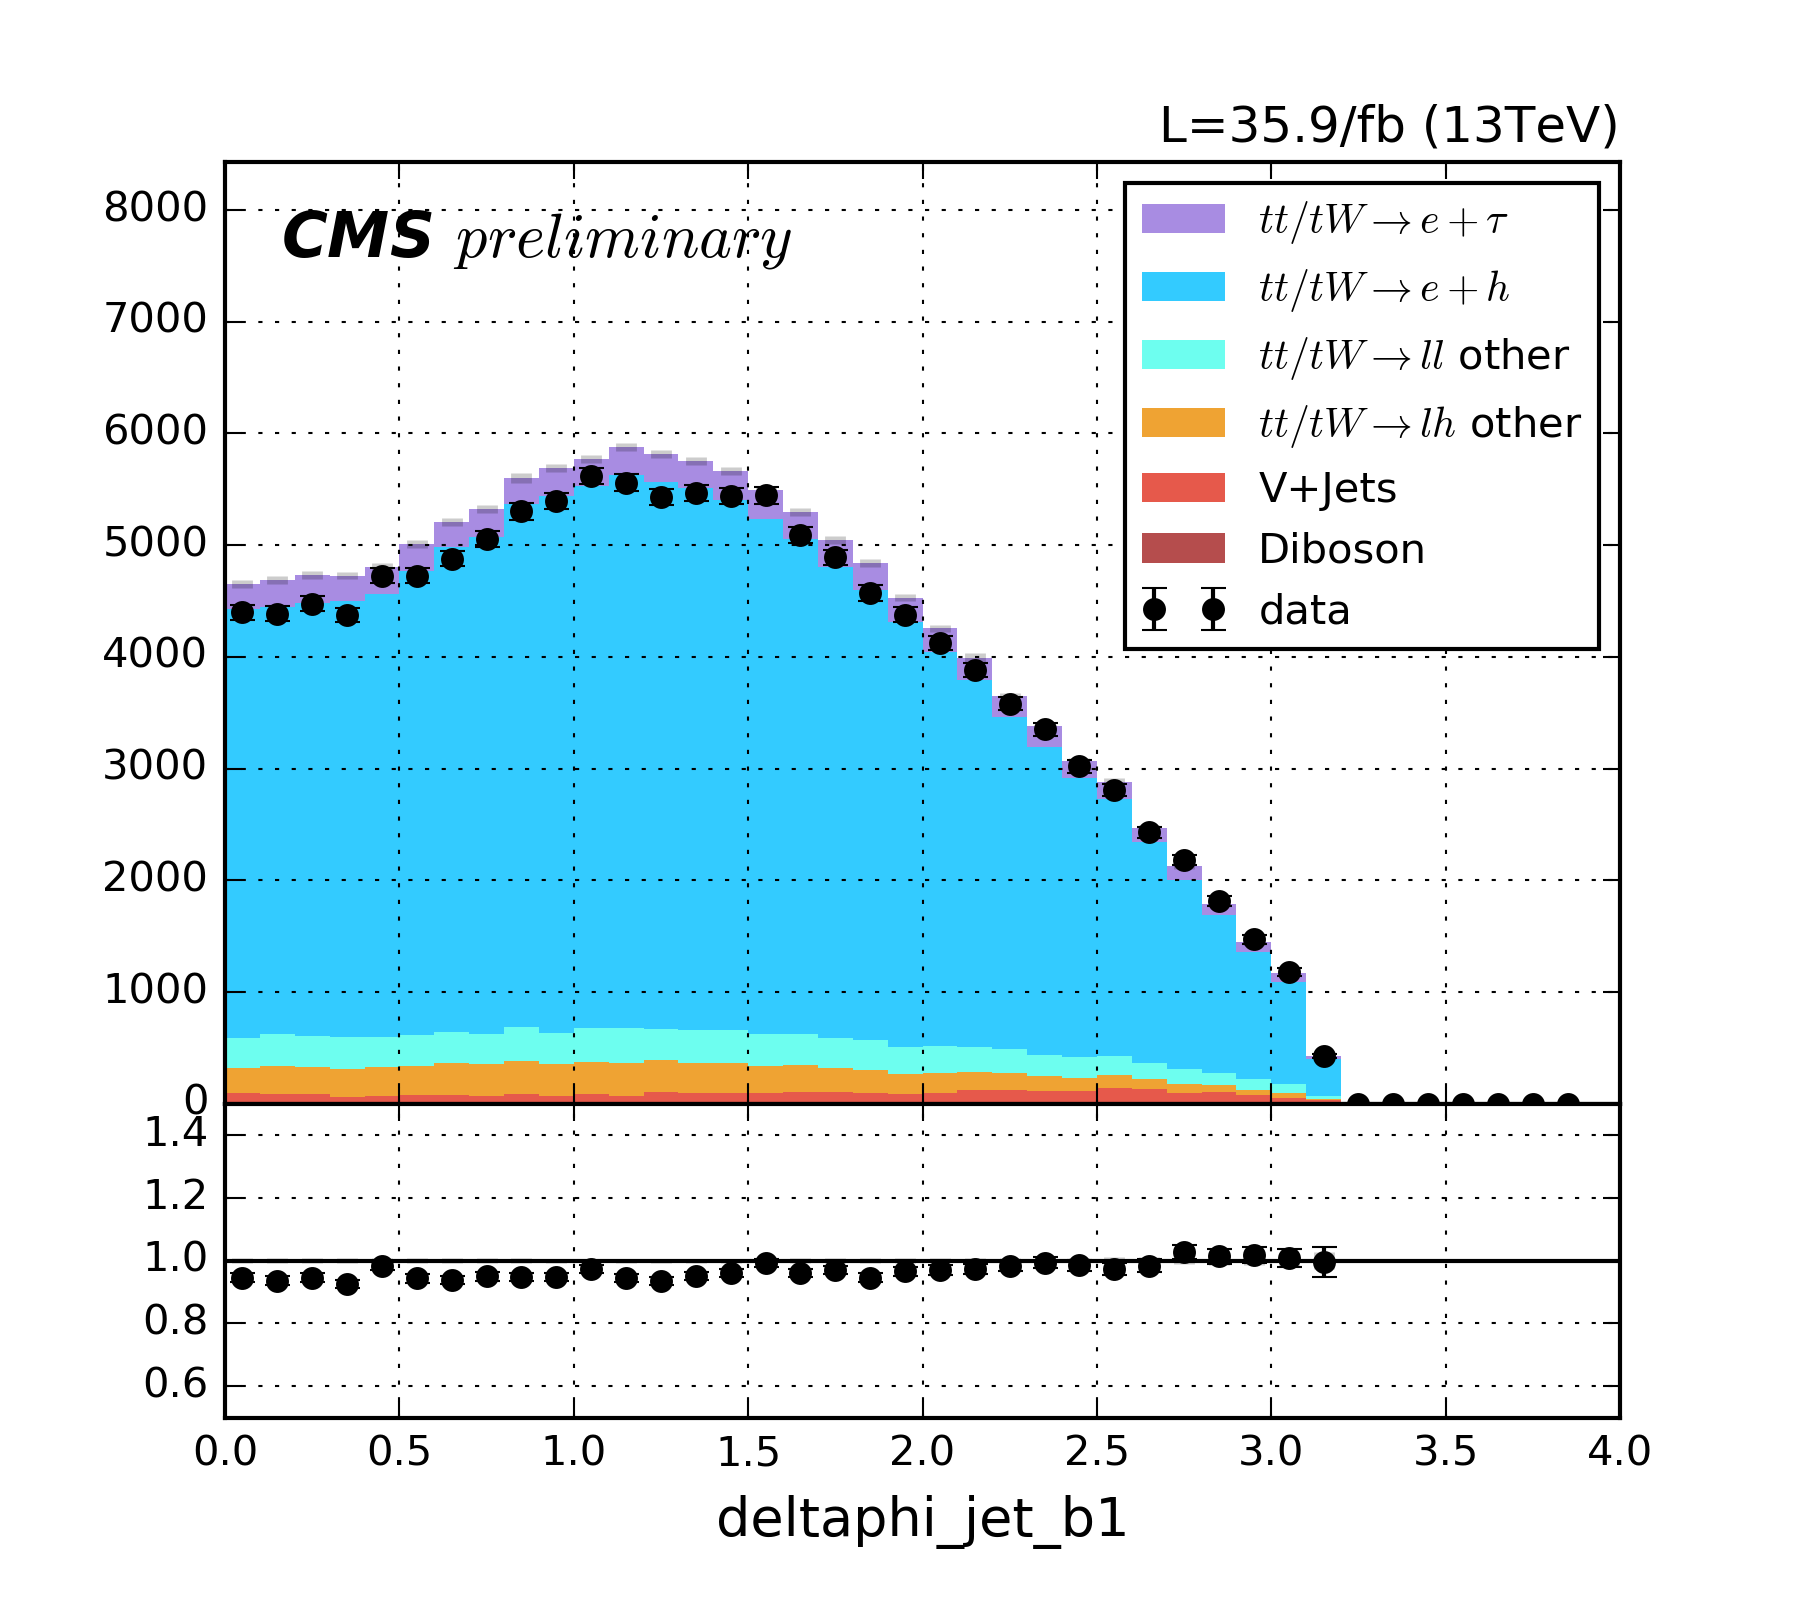 L=35.9/fb (13TeV)
CMS preliminary
8000
7000
6000
5000
4000
3000
2000
1000
0
tt/tW→e+τ
tt/tW→e+h
tt/tW→ll other
tt/tW→lh other
V+Jets
Diboson
data
1.4
1.2
1.0
0.8
0.6
0.0 0.5 1.0 1.5 2.0 2.5 3.0 3.5 4.0
deltaphi_jet_b1